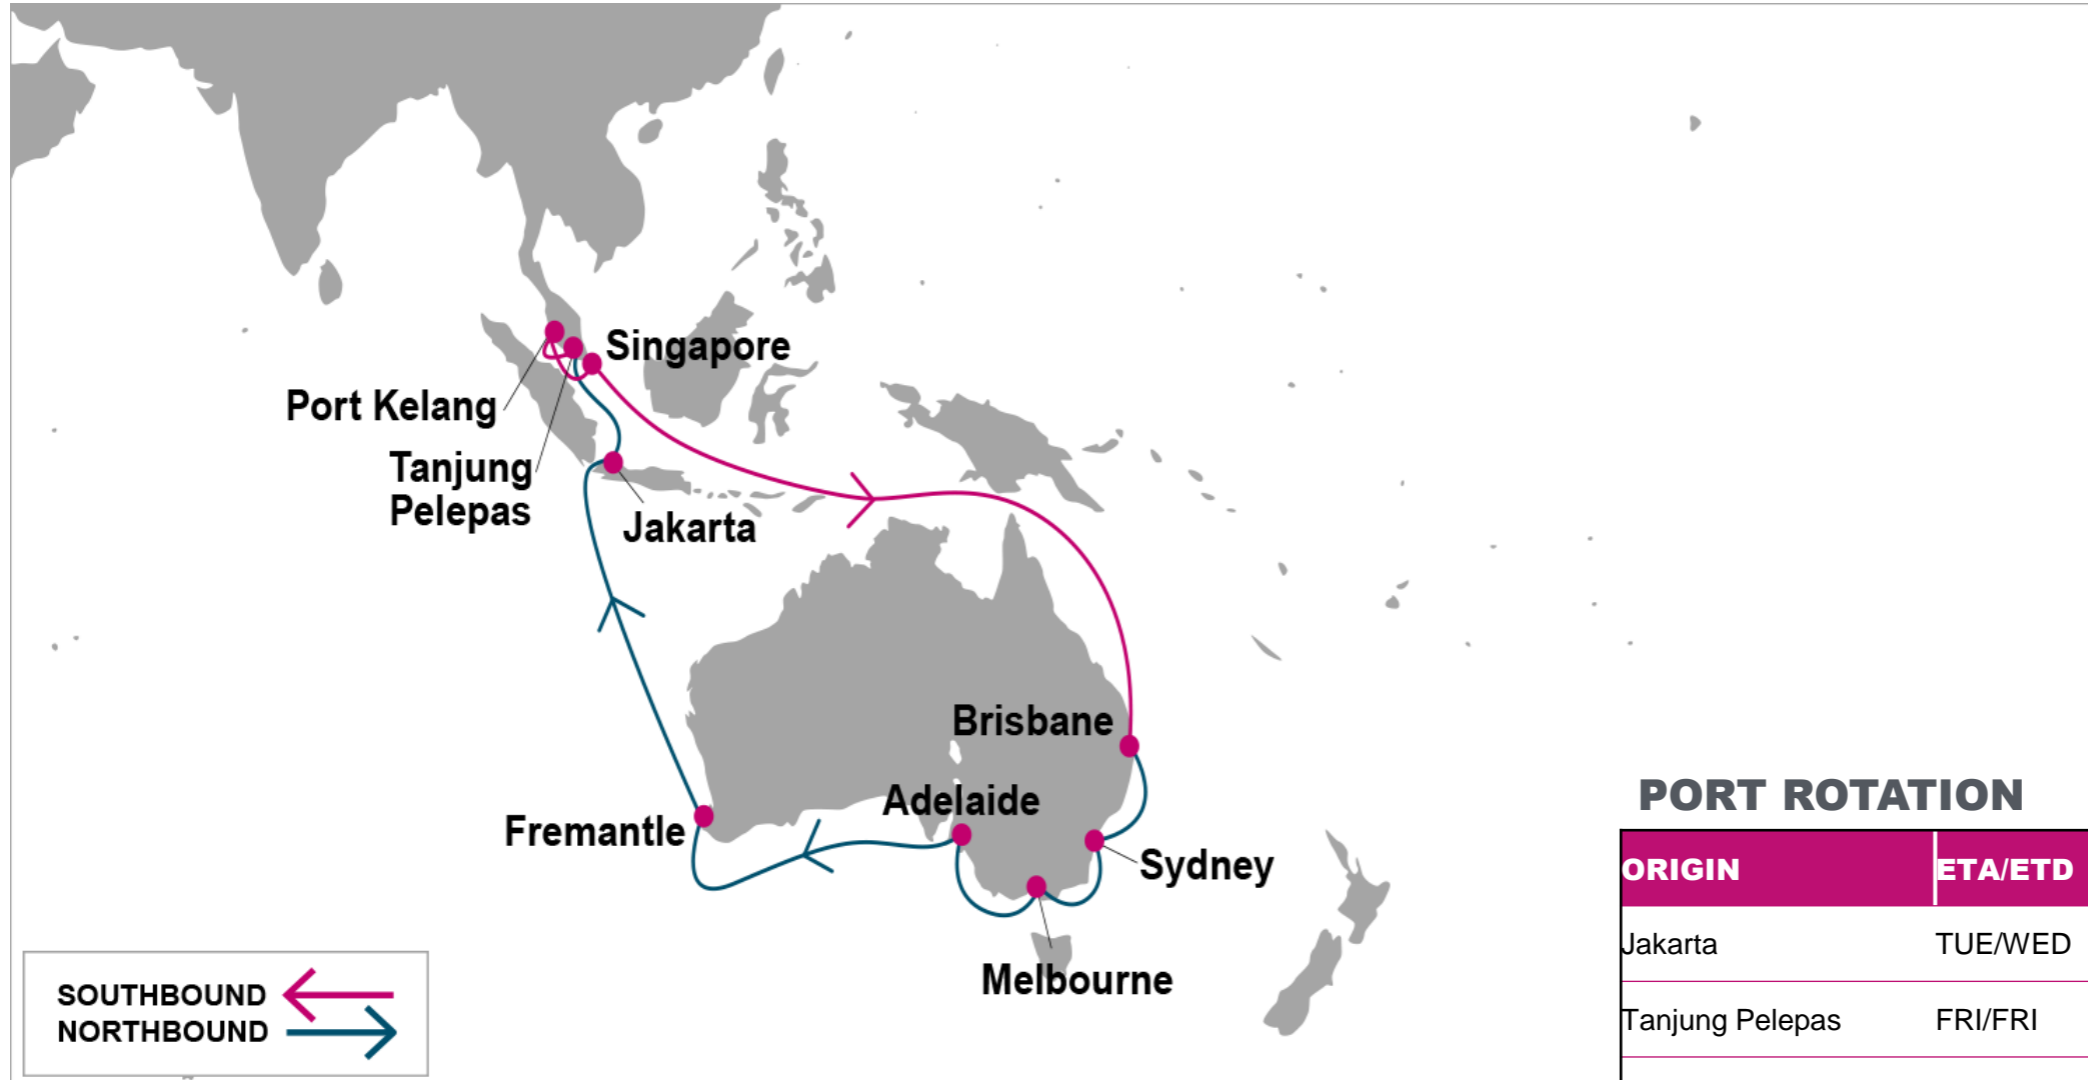 Singapore
Port Kelang
Tanjung
Pelepas
Jakarta
Brisbane
Adelaide
Fremantle
Sydney
Melbourne
SOUTHBOUND
NORTHBOUND
PORT ROTATION
ORIGIN ETA/ETD
Jakarta TUE/WED
Tanjung Pelepas FRI/FRI